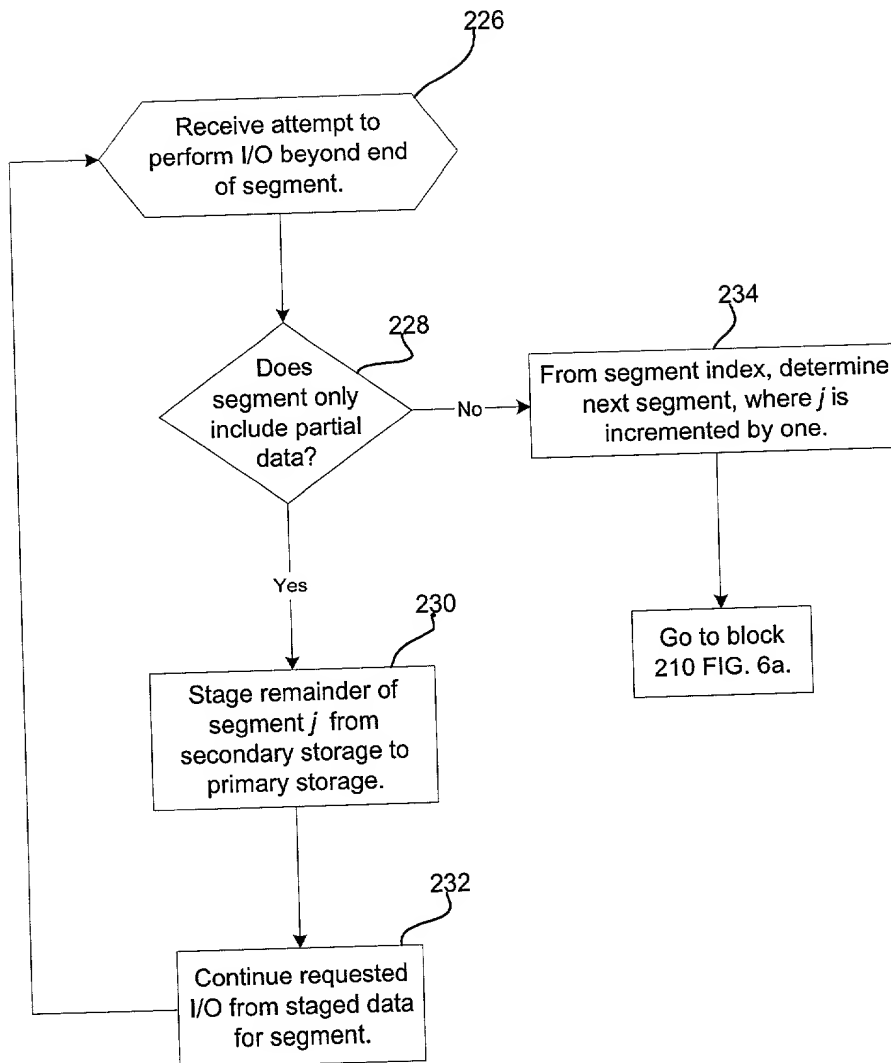 226
Receive attempt to
perform I/O beyond end
of segment.
228
Does
segment only
include partial
data?
No
234
From segment index, determine
next segment, where j is
incremented by one.
Yes
230
Stage remainder of
segment j from
secondary storage to
primary storage.
Go to block
210 FIG. 6a.
232
Continue requested
I/O from staged data
for segment.